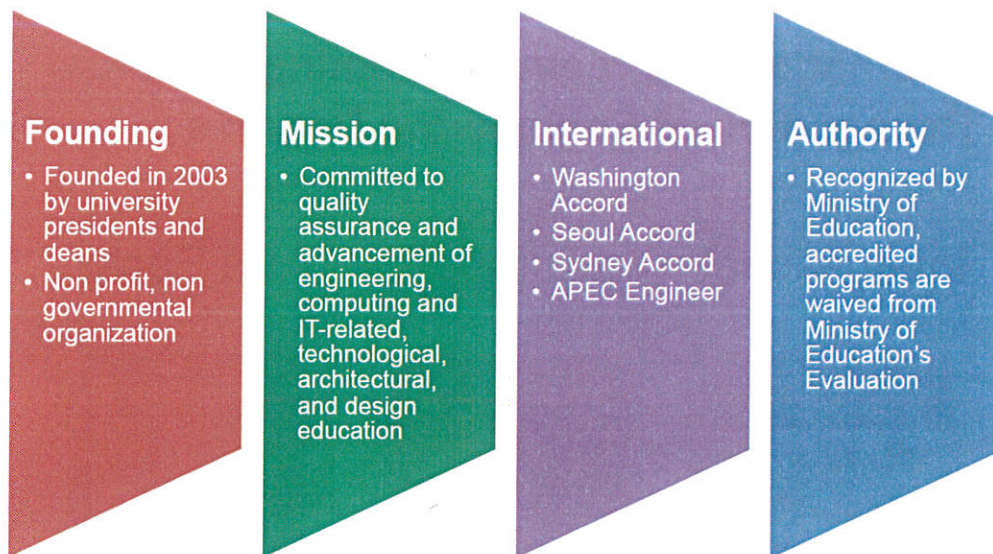 Founding
• Founded in 2003
by university
presidents and
deans
• Non profit, non
governmental
organization
Mission
• Committed to
quality
assurance and
advancement of
engineering,
computing and
IT-related,
technological,
architectural,
and design
education
International
• Washington
Accord
• Seoul Accord
• Sydney Accord
• APEC Engineer
Authority
• Recognized by
Ministry of
Education,
accredited
programs are
waived from
Ministry of
Education's
Evaluation